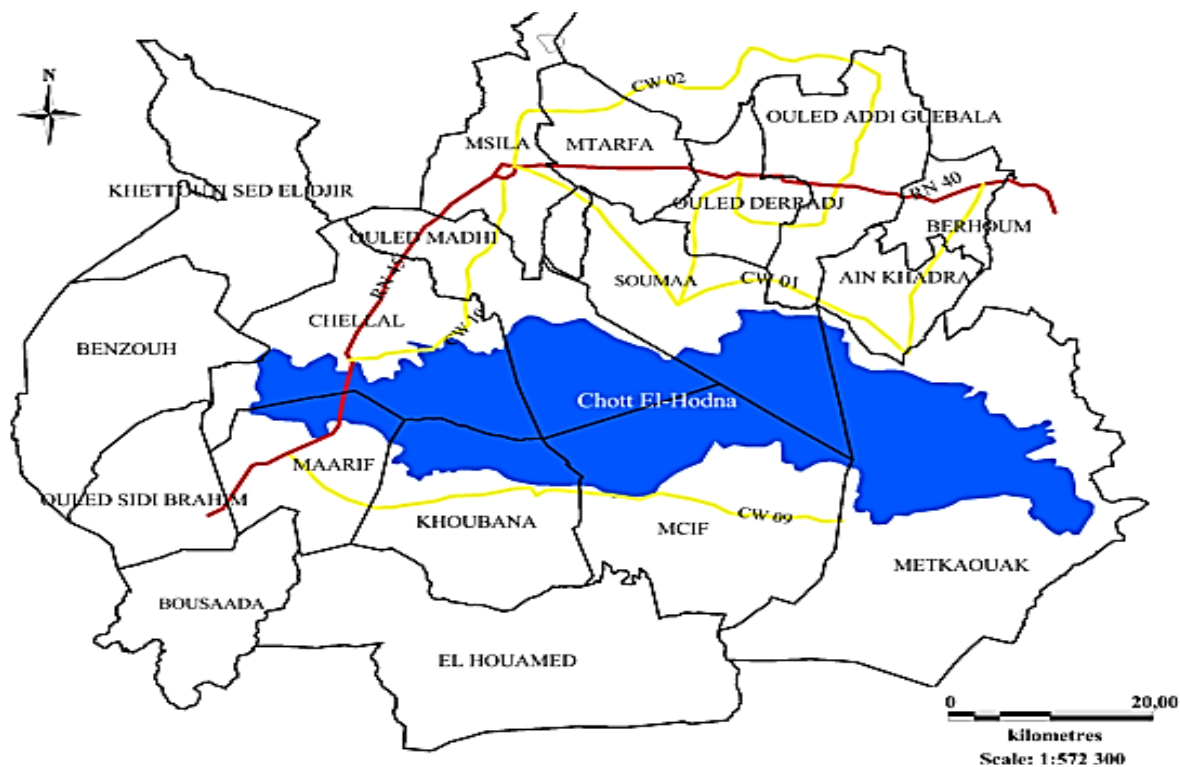 N
CW 02
OULED ADDI GUEBALA
MSILA
MTARFA
KHETTOUTI SED ELDJIR
RN 40
OULED DERRADJ
BERHOUM
OULED MADHI
SOUMAA
CW 01
AIN KHADRA
CHELLAL
BENZOUH
Chott El-Hodna
MAARIF
OULED SIDI BRAHIM
KHOUBANA
CW 09
MCIF
METKAOUAK
BOUSAADA
EL HOUAMED
0 20,00
kilometres
Scale: 1:572 300